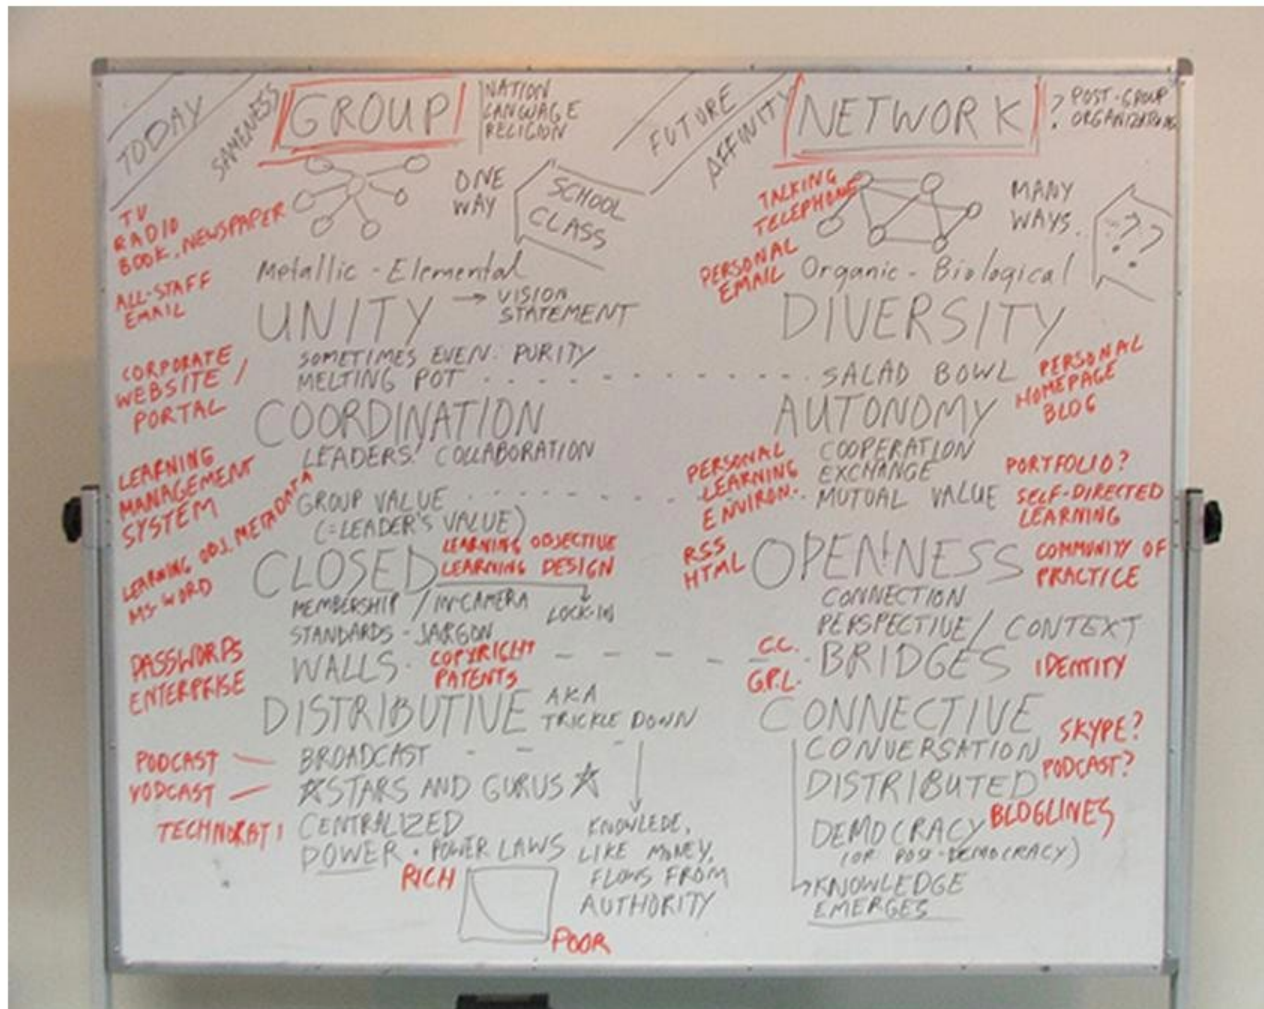 TODAY
SAMENESS
GROUP
NATION
LANGUAGE
RELIGION
ONE
WAY
SCHOOL
CLASS
TV
RADIO
BOOK, NEWSPAPER
ALL-STAFF
EMAIL
Metallic - Elemental
UNITY → VISION
STATEMENT
SOMETIMES EVEN: PURITY
MELTING POT
CORPORATE
WEBSITE /
PORTAL
COORDINATION
LEADERS! COLLABORATION
LEARNING
MANAGEMENT
SYSTEM
GROUP VALUE
(=LEADER'S VALUE)
LEARNING OBJ. METADATA
MS-WORD
CLOSED
LEARNING OBJECTIVE
LEARNING DESIGN
MEMBERSHIP / IN-CAMERA
LOCK-IN
STANDARDS - JARGON
WALLS
COPYRIGHT
PATENTS
PASSWORDS
ENTERPRISE
DISTRIBUTIVE AKA
TRICKLE DOWN
PODCAST
VODCAST
TECHNORATI
BROADCAST
☆STARS AND GURUS☆
CENTRALIZED
POWER • POWER LAWS
RICH
POOR
KNOWLEDE,
LIKE MONEY,
FLOWS FROM
AUTHORITY
FUTURE
AFFINITY
NETWORK
? POST-GROUP
TALKING
TELEPHONE
MANY
WAYS.
???
PERSONAL
EMAIL
Organic - Biological
DIVERSITY
SALAD BOWL
PERSONAL
HOMEPAGE
BLOG
AUTONOMY
COOPERATION
EXCHANGE
MUTUAL VALUE
PERSONAL
LEARNING
ENVIRON.
PORTFOLIO?
SELF-DIRECTED
LEARNING
RSS
HTML
OPENNESS
COMMUNITY OF
PRACTICE
CONNECTION
PERSPECTIVE / CONTEXT
C.C.
G.P.L.
BRIDGES
IDENTITY
CONNECTIVE
SKYPE?
CONVERSATION
PODCAST?
DISTRIBUTED
BLOGLINES
DEMOCRACY
(OR POST-DEMOCRACY)
KNOWLEDGE
EMERGES